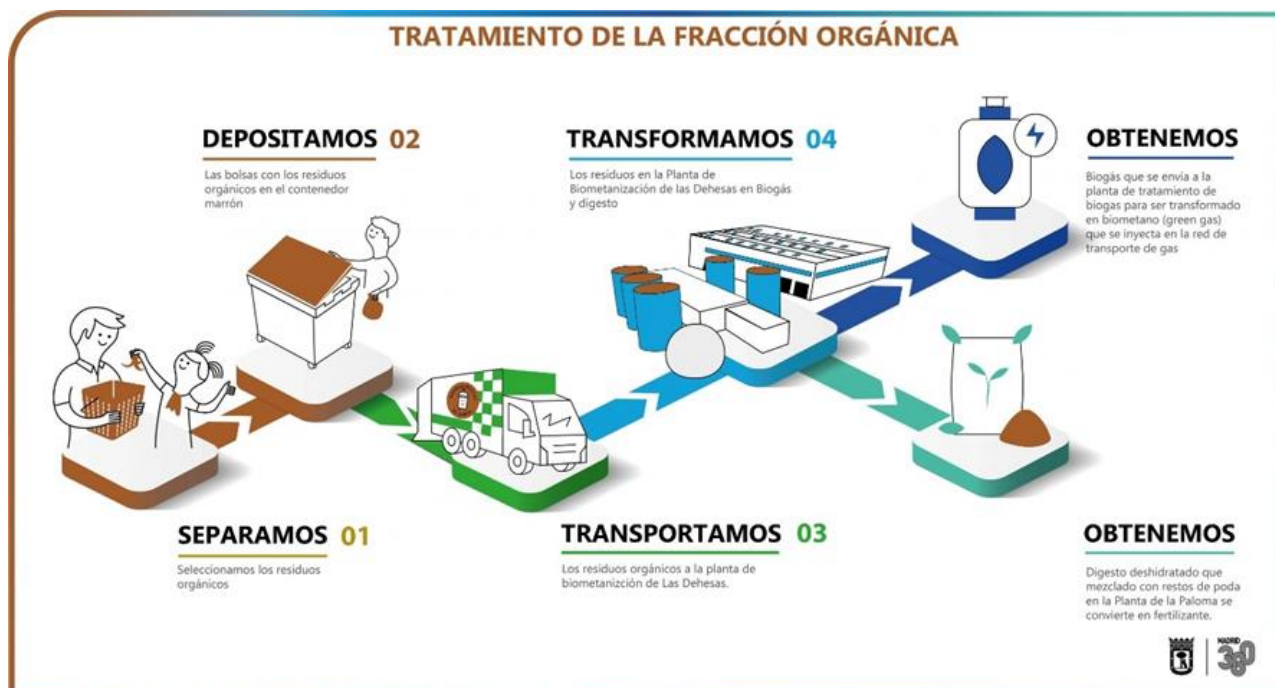 TRATAMIENTO DE LA FRACCIÓN ORGÁNICA
SEPARAMOS 01
Seleccionamos los residuos
orgánicos
DEPOSITAMOS 02
Las bolsas con los residuos
orgánicos en el contenedor
marrón
TRANSPORTAMOS 03
Los residuos orgánicos a la planta de
biometanizción de Las Dehesas.
TRANSFORMAMOS 04
Los residuos en la Planta de
Biometanización de las Dehesas en Biogás
y digesto
OBTENEMOS
Biogás que se envía a la
planta de tratamiento de
biogas para ser transformado
en biometano (green gas)
que se inyecta en la red de
transporte de gas
OBTENEMOS
Digesto deshidratado que
mezclado con restos de poda
en la Planta de la Paloma se
convierte en fertilizante.
MADRID
360